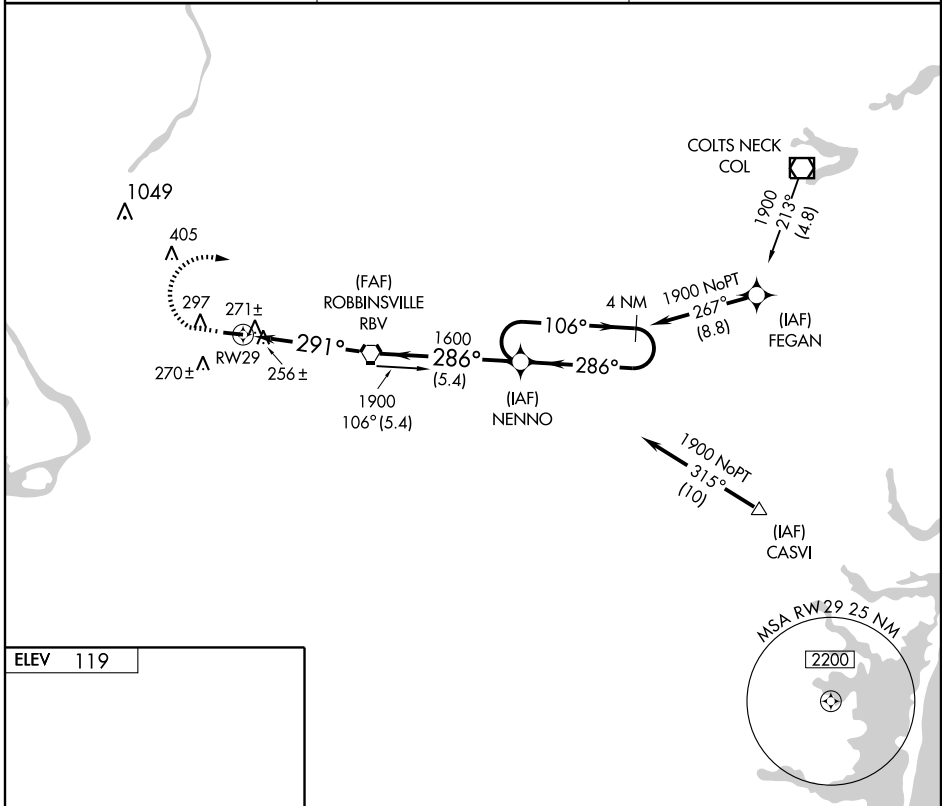 COLTS NECK
COL
1900
213°
(4.8)
1049
405
(FAF)
ROBBINSVILLE
RBV
4 NM
1900 NoPT
267°
(8.8)
(IAF)
FEGAN
297
271±
106°
1600
291°
286°
286°
RW29
(5.4)
270±
256±
1900
106° (5.4)
(IAF)
NENNO
1900 NoPT
315°
(10)
(IAF)
CASVI
MSA RW29 25 NM
2200
ELEV 119